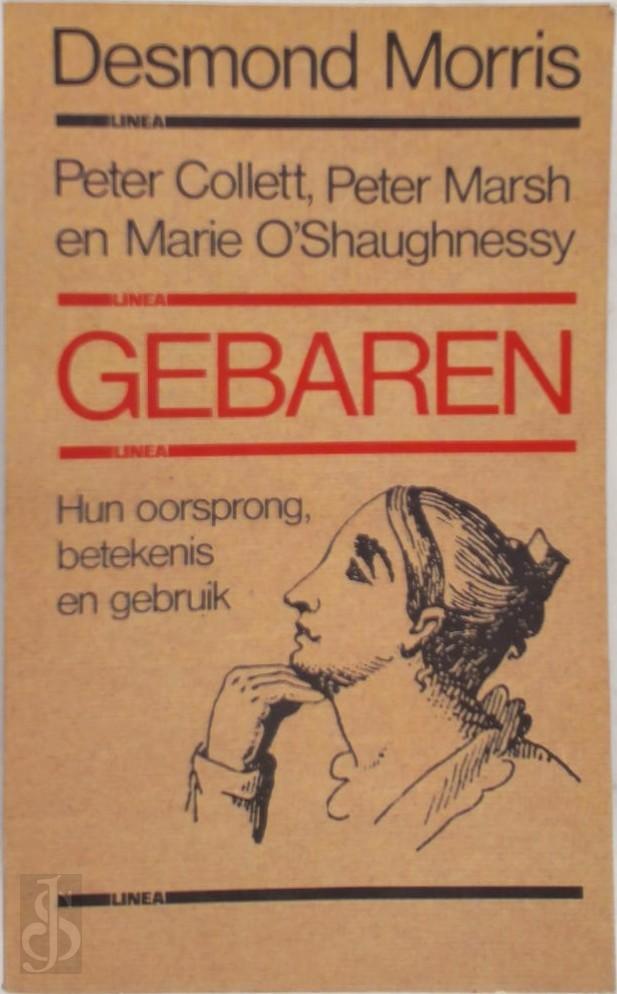 Desmond Morris
LINEA
Peter Collett, Peter Marsh
en Marie O'Shaughnessy
LINEA
GEBAREN
LINEA
Hun oorsprong,
betekenis
en gebruik
LINEA